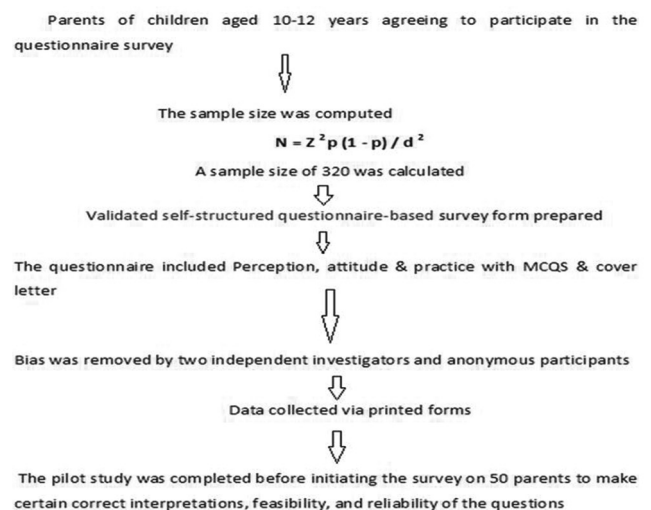 Parents of children aged 10-12 years agreeing to participate in the
questionnaire survey
The sample size was computed
N = Z² p (1 - p) / d²
A sample size of 320 was calculated
Validated self-structured questionnaire-based survey form prepared
The questionnaire included Perception, attitude & practice with MCQS & cover
letter
Bias was removed by two independent investigators and anonymous participants
Data collected via printed forms
The pilot study was completed before initiating the survey on 50 parents to make
certain correct interpretations, feasibility, and reliability of the questions